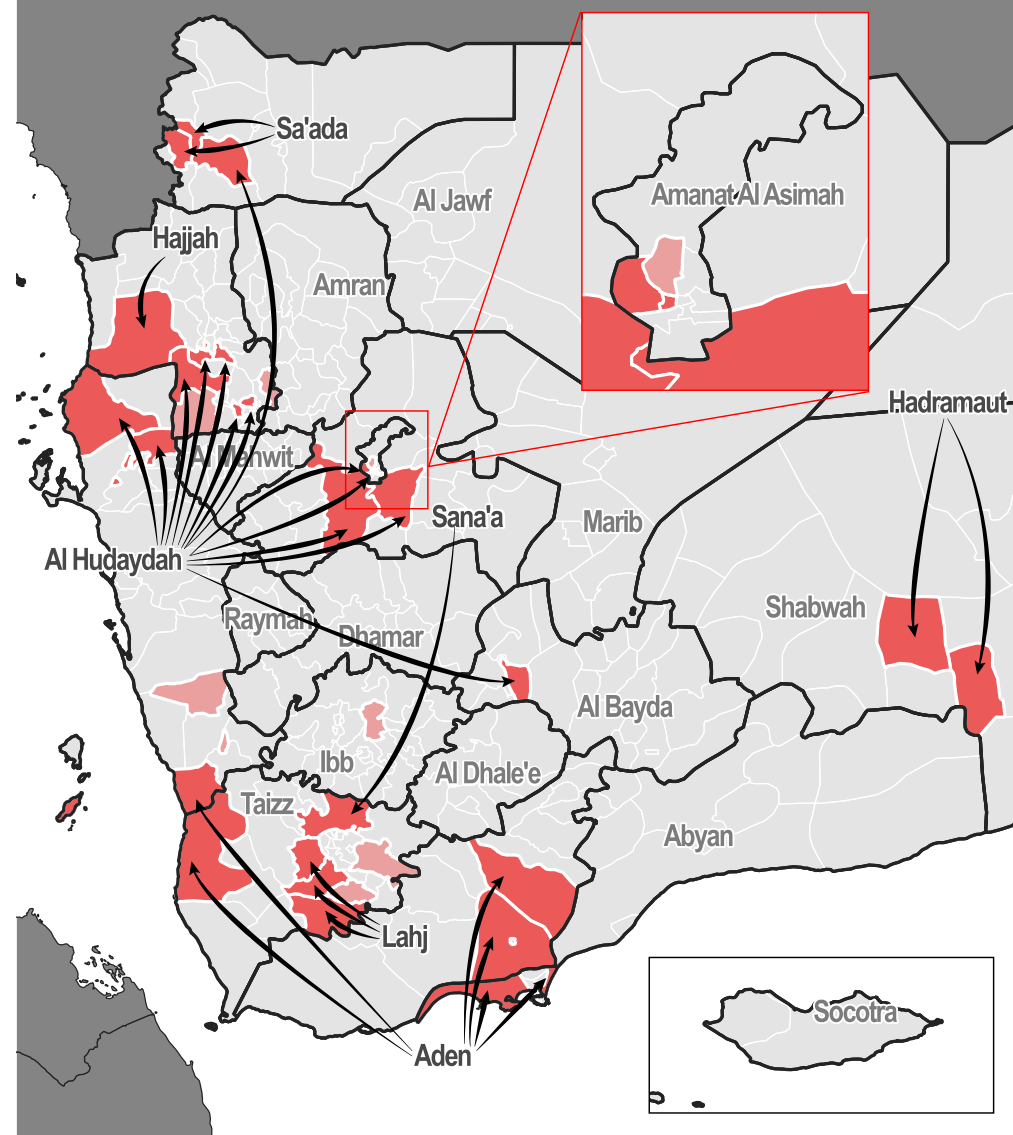 Sa'ada
Al Jawf
Amanat Al Asimah
Hajjah
Amran
Hadramaut
Al Mahwit
Sana'a
Marib
Al Hudaydah
Shabwah
Raymah
Dhamar
Al Bayda
Ibb
Al Dhale'e
Taizz
Abyan
Lahj
Socotra
Aden